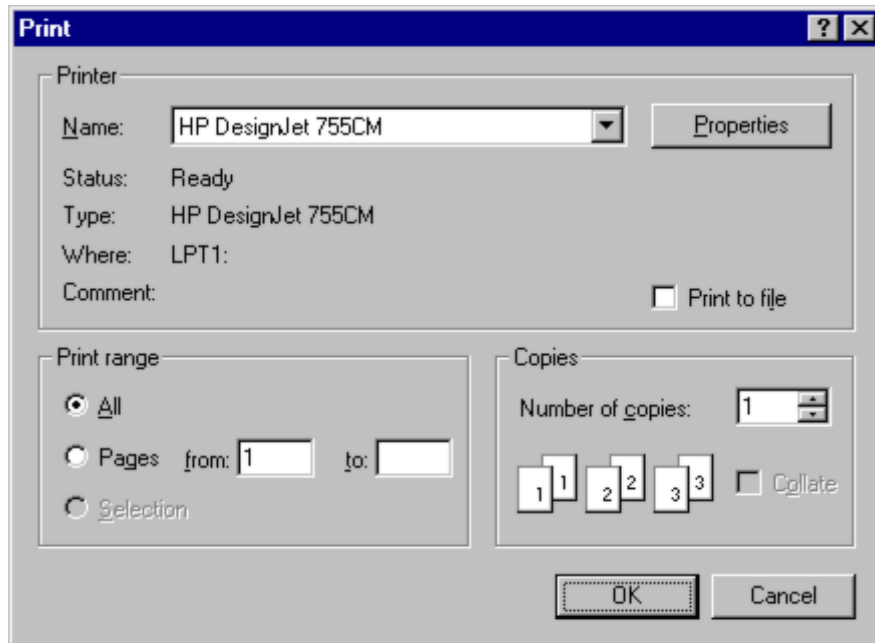 Print
Printer
Name: HP DesignJet 755CM Properties
Status: Ready
Type: HP DesignJet 755CM
Where: LPT1:
Comment: Print to file
Print range
All
Pages from: 1 to:
Selection
Copies
Number of copies: 1
1 1 2 2 3 3 Collate
OK Cancel